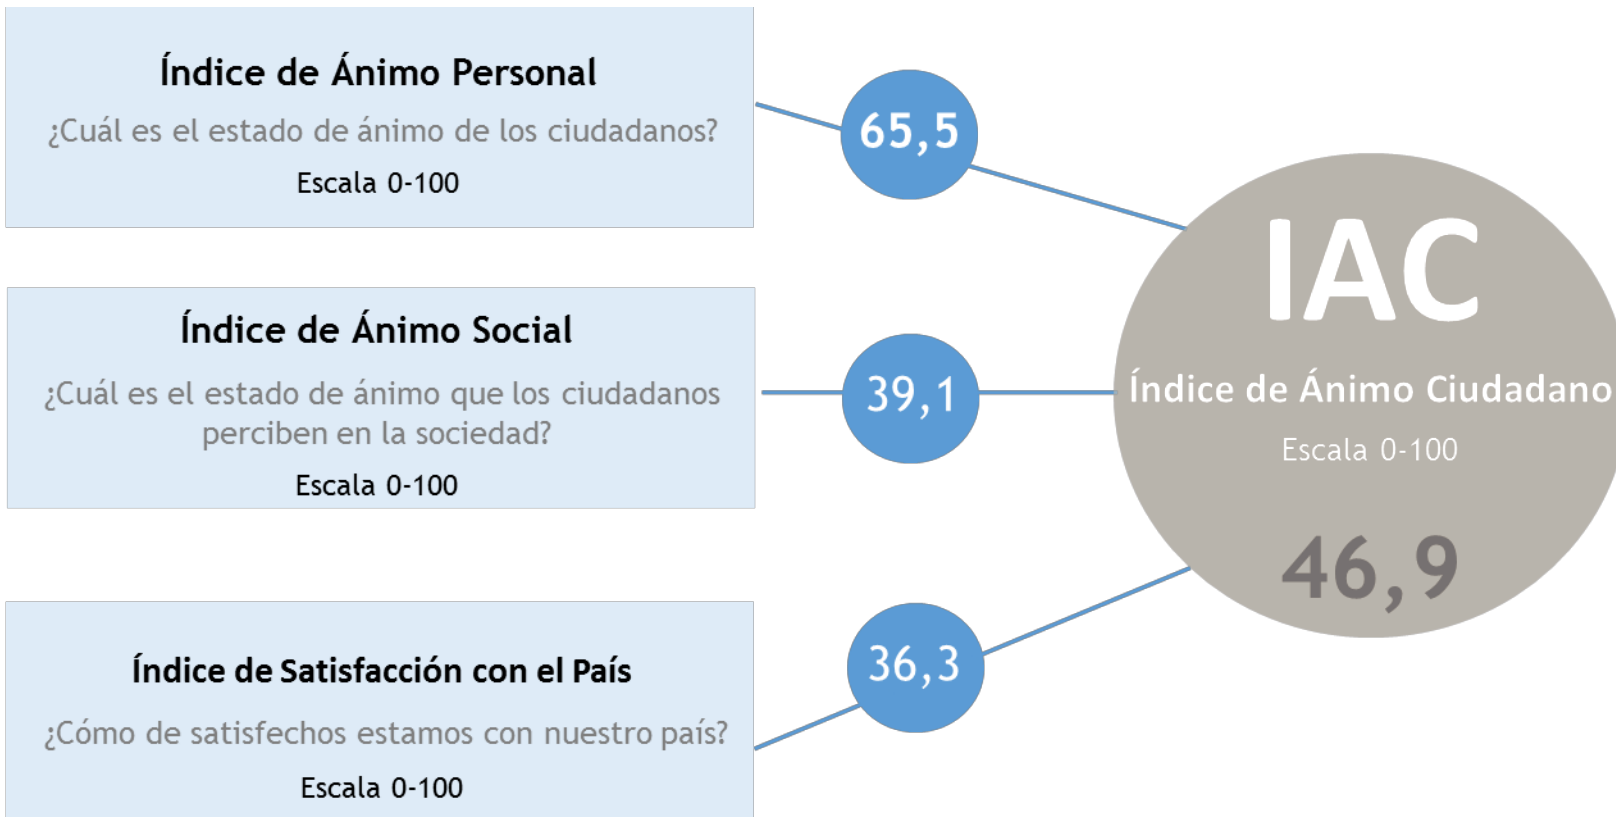 Índice de Ánimo Personal
¿Cuál es el estado de ánimo de los ciudadanos?
Escala 0-100
65,5
Índice de Ánimo Social
¿Cuál es el estado de ánimo que los ciudadanos
perciben en la sociedad?
Escala 0-100
39,1
Índice de Satisfacción con el País
¿Cómo de satisfechos estamos con nuestro país?
Escala 0-100
36,3
IAC
Índice de Ánimo Ciudadano
Escala 0-100
46,9